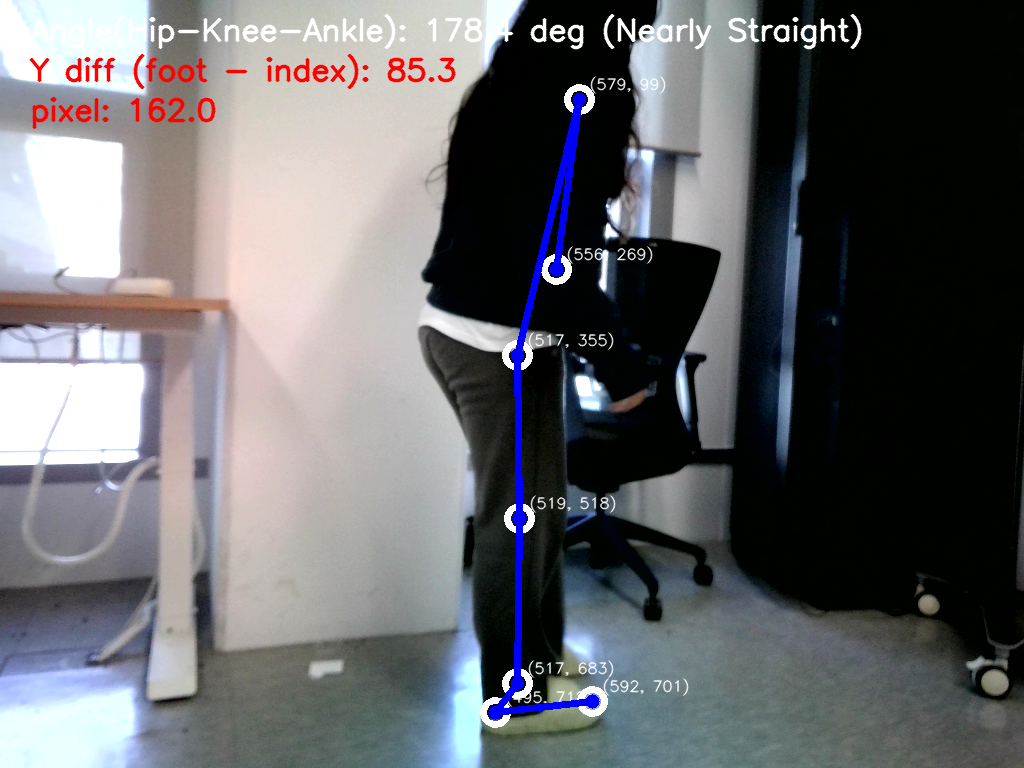 Angle(Hip-Knee-Ankle): 178.4 deg (Nearly Straight)
Y diff (foot - index): 85.3
pixel: 162.0
(579, 99)
(556, 269)
(517, 355)
(519, 518)
(517, 683)
(592, 701)